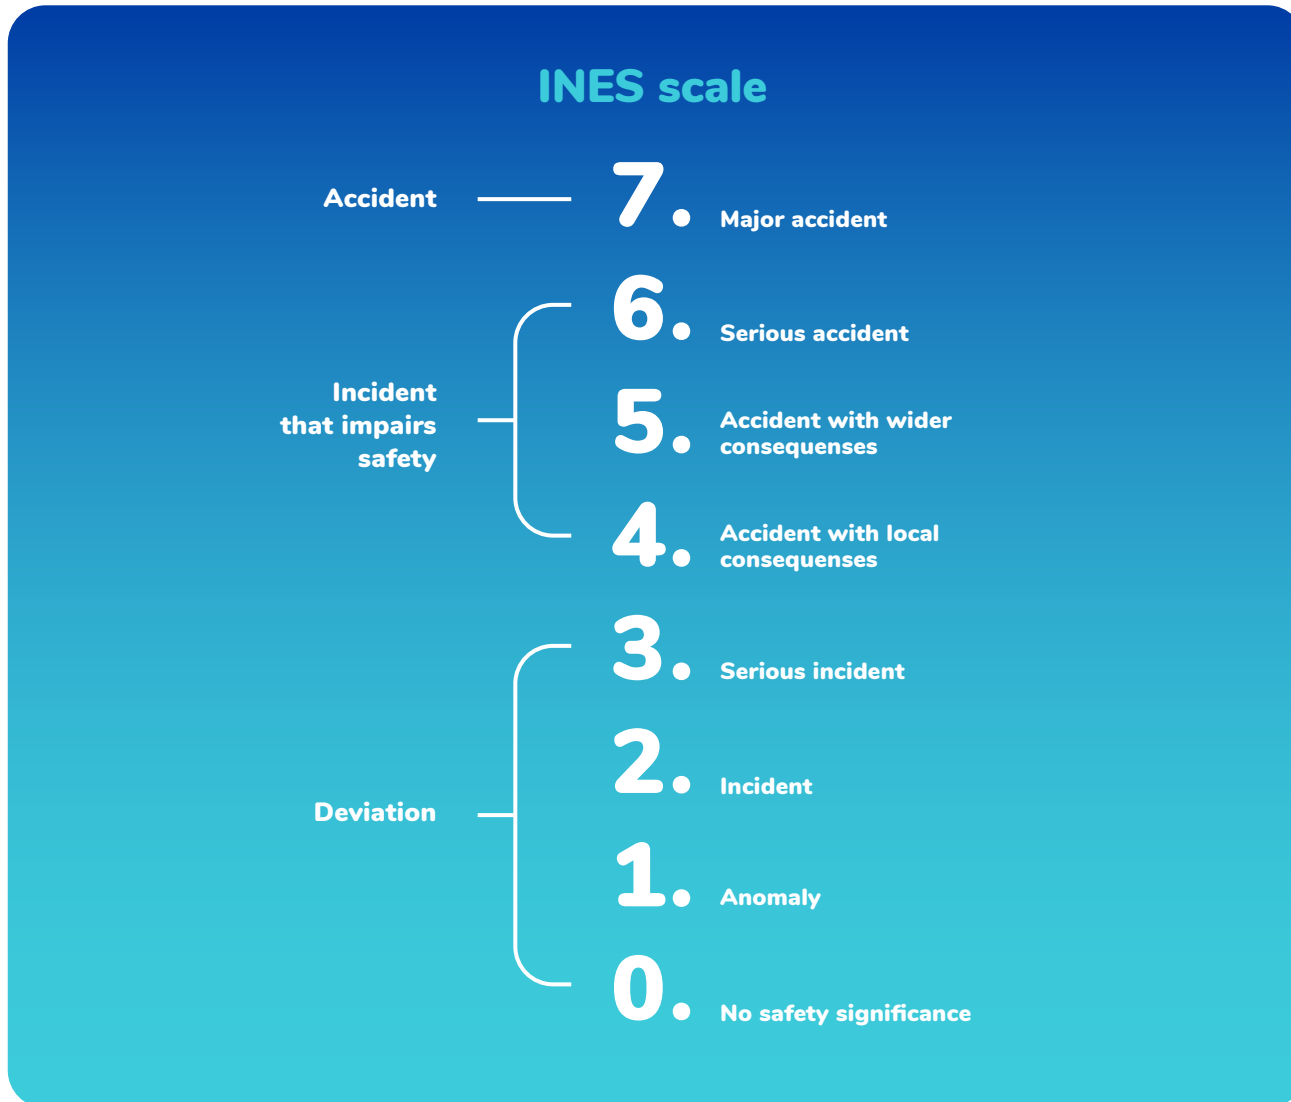 INES scale
Accident
7.
Major accident
6.
Serious accident
Incident
that impairs
safety
5.
Accident with wider
consequenses
4.
Accident with local
consequenses
3.
Serious incident
2.
Incident
Deviation
1.
Anomaly
0.
No safety significance